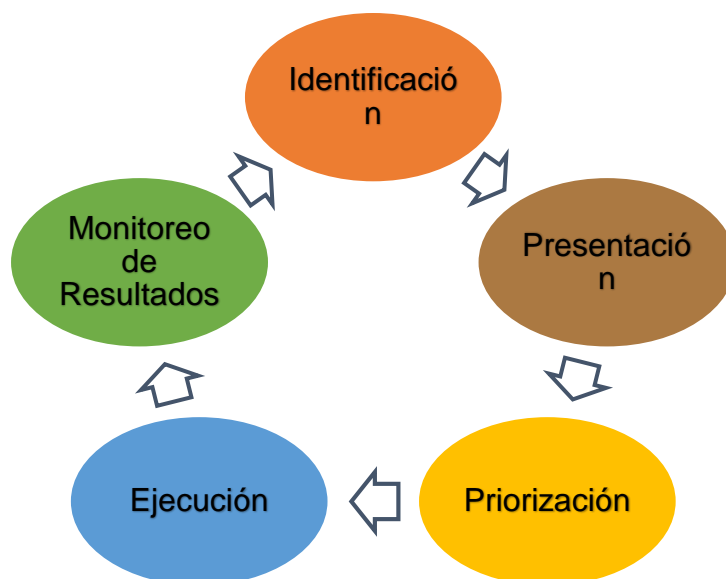 Identificació
n
Presentació
n
Priorización
Ejecución
Monitoreo
de
Resultados